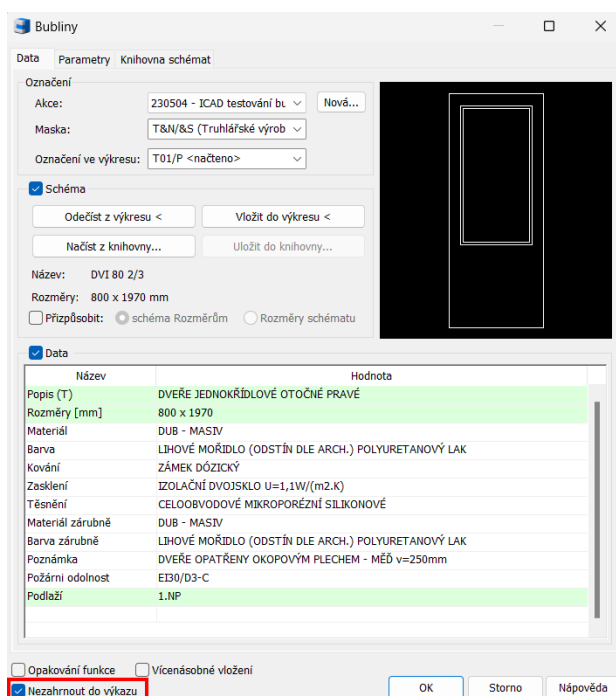 Bubliny
Data Parametry Knihovna schémat
Označení
Akce: 230504 - ICAD testování bu Nová...
Maska: T&N/&S (Truhlářské výrob
Označení ve výkresu: T01/P <načteno>
Schéma
Odečíst z výkresu < Vložit do výkresu <
Načíst z knihovny... Uložit do knihovny...
Název: DVI 80 2/3
Rozměry: 800 x 1970 mm
Přizpůsobit: schéma Rozměrům Rozměry schématu
Data
Název Hodnota
Popis (T) DVEŘE JEDNOKŘÍDLOVÉ OTOČNÉ PRAVÉ
Rozměry [mm] 800 x 1970
Materiál DUB - MASIV
Barva LIHOVÉ MOŘIDLO (ODSTÍN DLE ARCH.) POLYURETANOVÝ LAK
Kování ZÁMEK DÓZICKÝ
Zasklení IZOLAČNÍ DVOJSKLO U=1,1W/(m2.K)
Těsnění CELOOBVODOVÉ MIKROPORÉZNÍ SILIKONOVÉ
Materiál zárubně DUB - MASIV
Barva zárubně LIHOVÉ MOŘIDLO (ODSTÍN DLE ARCH.) POLYURETANOVÝ LAK
Poznámka DVEŘE OPATŘENY OKOPOVÝM PLECHEM - MĚĎ v=250mm
Požárni odolnost EI30/D3-C
Podlaží 1.NP
Opakování funkce Vícenásobné vložení
Nezahrnout do výkazu OK Storno Nápověda